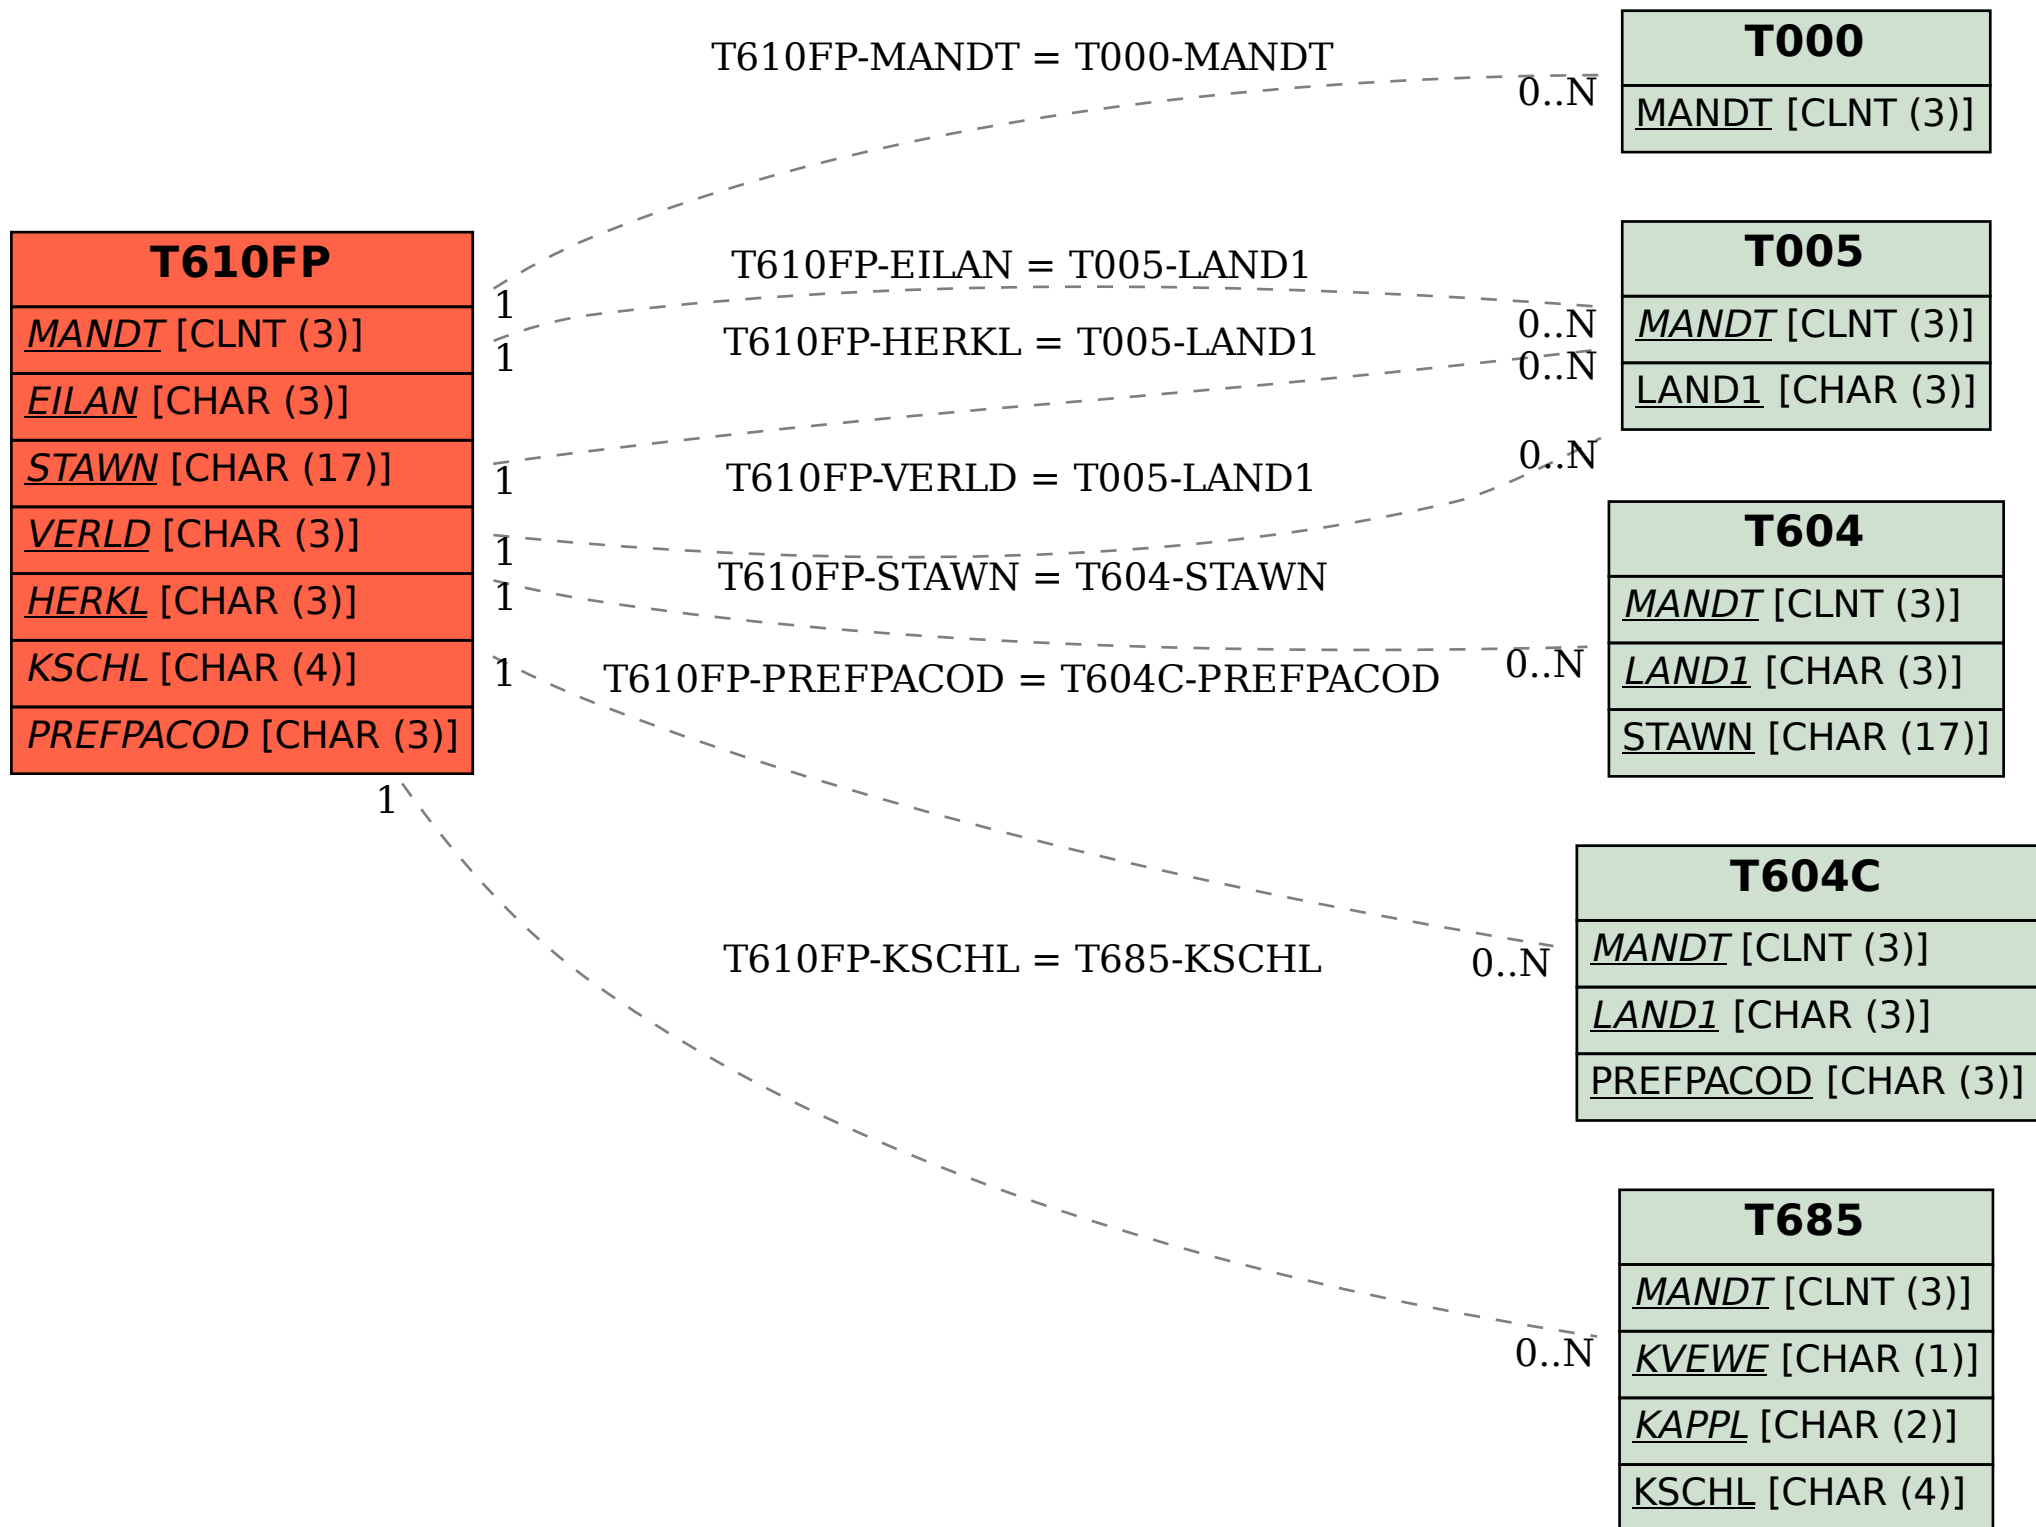 T610FP
MANDT [CLNT (3)]
EILAN [CHAR (3)]
STAWN [CHAR (17)]
VERLD [CHAR (3)]
HERKL [CHAR (3)]
KSCHL [CHAR (4)]
PREFPACOD [CHAR (3)]
T610FP-MANDT = T000-MANDT
1
0..N
T610FP-EILAN = T005-LAND1
1
0..N
T610FP-HERKL = T005-LAND1
1
0..N
T610FP-VERLD = T005-LAND1
1
0..N
T610FP-STAWN = T604-STAWN
1
0..N
T610FP-PREFPACOD = T604C-PREFPACOD
1
0..N
T610FP-KSCHL = T685-KSCHL
1
0..N
T000
MANDT [CLNT (3)]
T005
MANDT [CLNT (3)]
LAND1 [CHAR (3)]
T604
MANDT [CLNT (3)]
LAND1 [CHAR (3)]
STAWN [CHAR (17)]
T604C
MANDT [CLNT (3)]
LAND1 [CHAR (3)]
PREFPACOD [CHAR (3)]
T685
MANDT [CLNT (3)]
KVEWE [CHAR (1)]
KAPPL [CHAR (2)]
KSCHL [CHAR (4)]